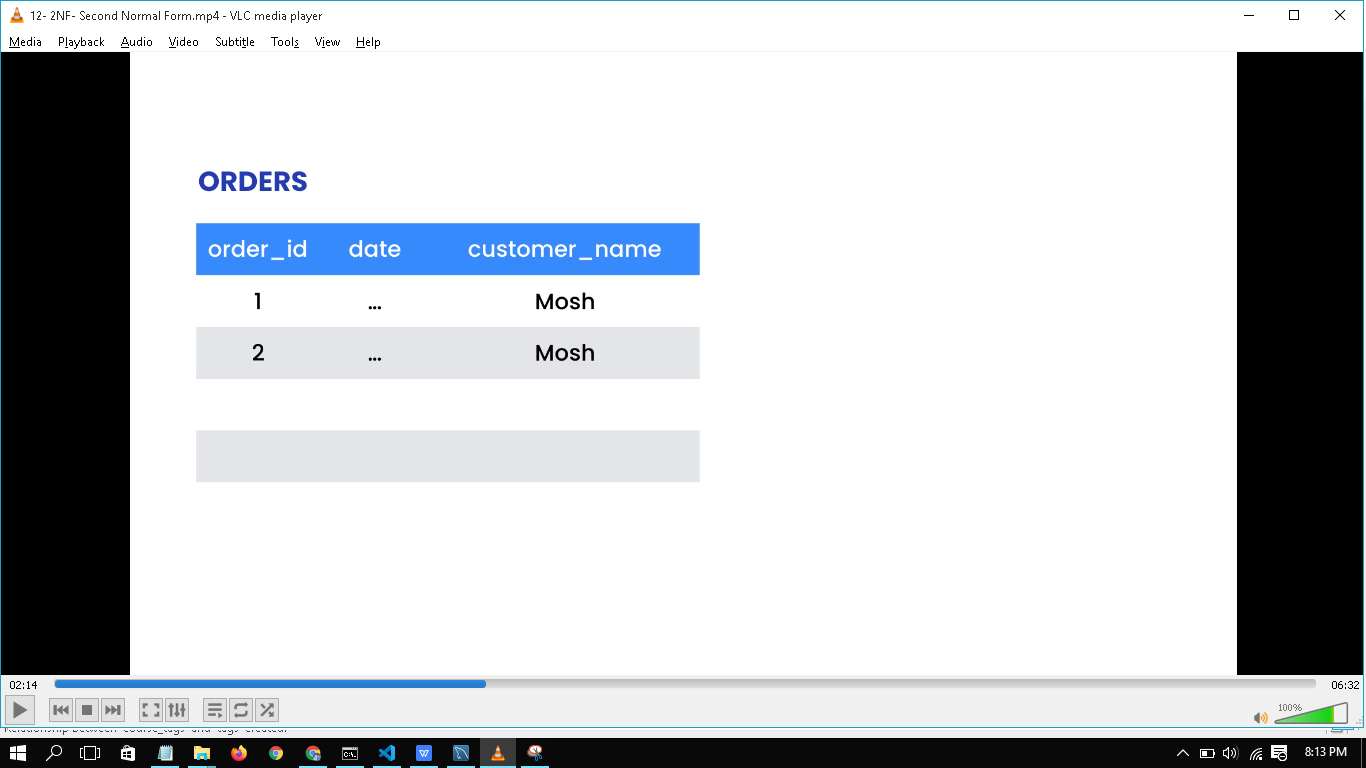 12- 2NF- Second Normal Form.mp4 - VLC media player
Media Playback Audio Video Subtitle Tools View Help
ORDERS
order_id date customer_name
1 ... Mosh
2 ... Mosh
02:14 06:32
100%
8:13 PM